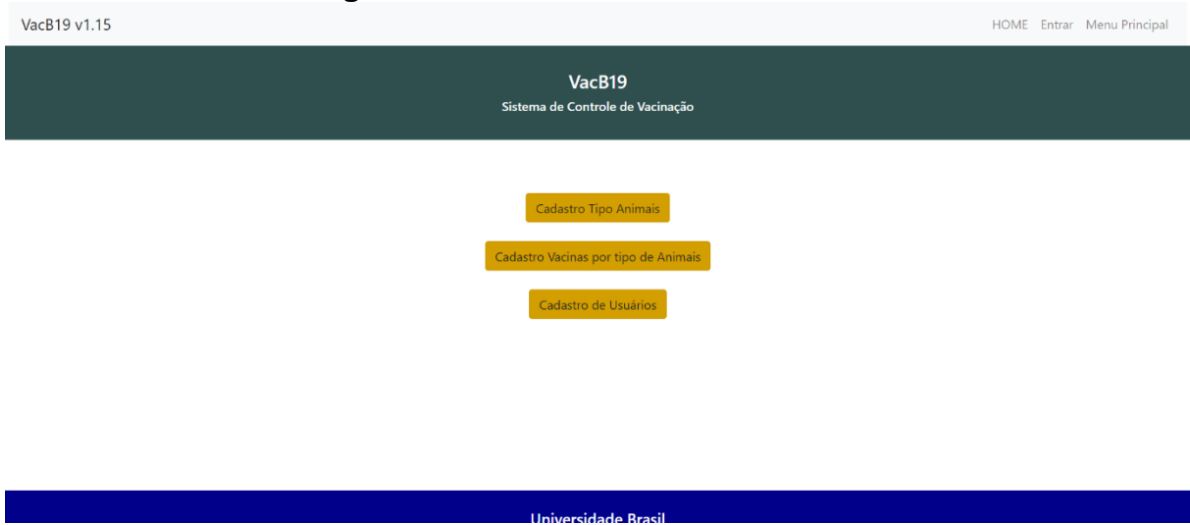 VacB19 v1.15
HOME Entrar Menu Principal
VacB19
Sistema de Controle de Vacinação
Cadastro Tipo Animais
Cadastro Vacinas por tipo de Animais
Cadastro de Usuários
Universidade Brasil